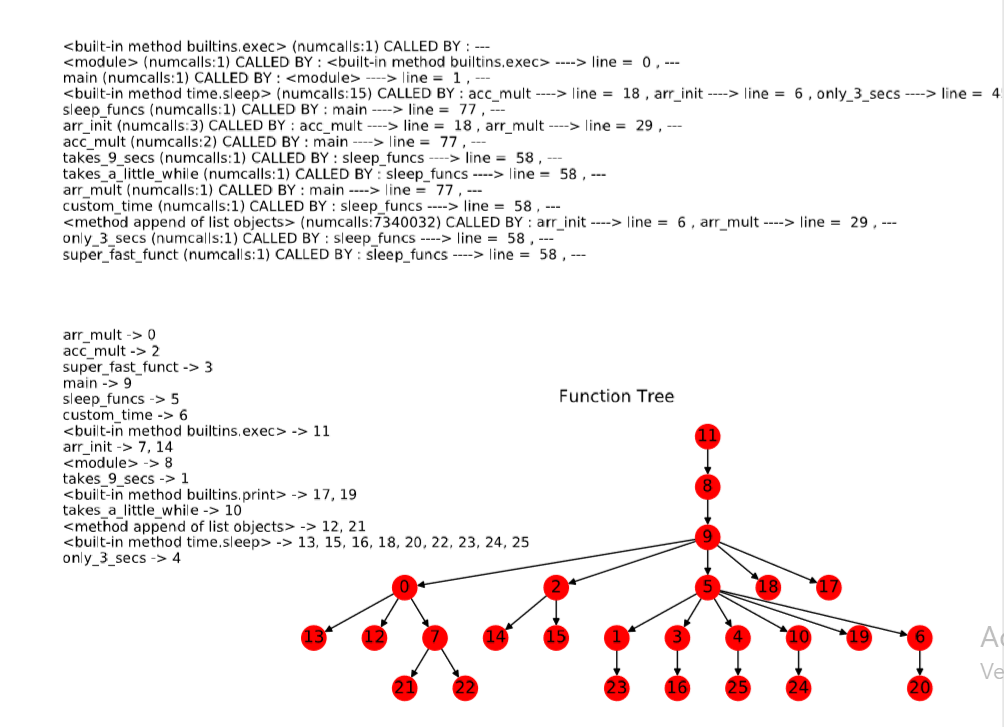 <built-in method builtins.exec> (numcalls:1) CALLED BY : ---
<module> (numcalls:1) CALLED BY : <built-in method builtins.exec> ----> line =  0 , ---
main (numcalls:1) CALLED BY : <module> ----> line =  1 , ---
<built-in method time.sleep> (numcalls:15) CALLED BY : acc_mult ----> line =  18 , arr_init ----> line =  6 , only_3_secs ----> line =  4
sleep_funcs (numcalls:1) CALLED BY : main ----> line =  77 , ---
arr_init (numcalls:3) CALLED BY : acc_mult ----> line =  18 , arr_mult ----> line =  29 , ---
acc_mult (numcalls:2) CALLED BY : main ----> line =  77 , ---
takes_9_secs (numcalls:1) CALLED BY : sleep_funcs ----> line =  58 , ---
takes_a_little_while (numcalls:1) CALLED BY : sleep_funcs ----> line =  58 , ---
arr_mult (numcalls:1) CALLED BY : main ----> line =  77 , ---
custom_time (numcalls:1) CALLED BY : sleep_funcs ----> line =  58 , ---
<method append of list objects> (numcalls:7340032) CALLED BY : arr_init ----> line =  6 , arr_mult ----> line =  29 , ---
only_3_secs (numcalls:1) CALLED BY : sleep_funcs ----> line =  58 , ---
super_fast_funct (numcalls:1) CALLED BY : sleep_funcs ----> line =  58 , ---
arr_mult -> 0
acc_mult -> 2
super_fast_funct -> 3
main -> 9
sleep_funcs -> 5
custom_time -> 6
<built-in method builtins.exec> -> 11
arr_init -> 7, 14
<module> -> 8
takes_9_secs -> 1
<built-in method builtins.print> -> 17, 19
takes_a_little_while -> 10
<method append of list objects> -> 12, 21
<built-in method time.sleep> -> 13, 15, 16, 18, 20, 22, 23, 24, 25
only_3_secs -> 4
Function Tree
11
8
9
0 2 5 18 17
13 12 7 14 15 1 3 4 10 19 6
21 22 23 16 25 24 20
Ac
Ve